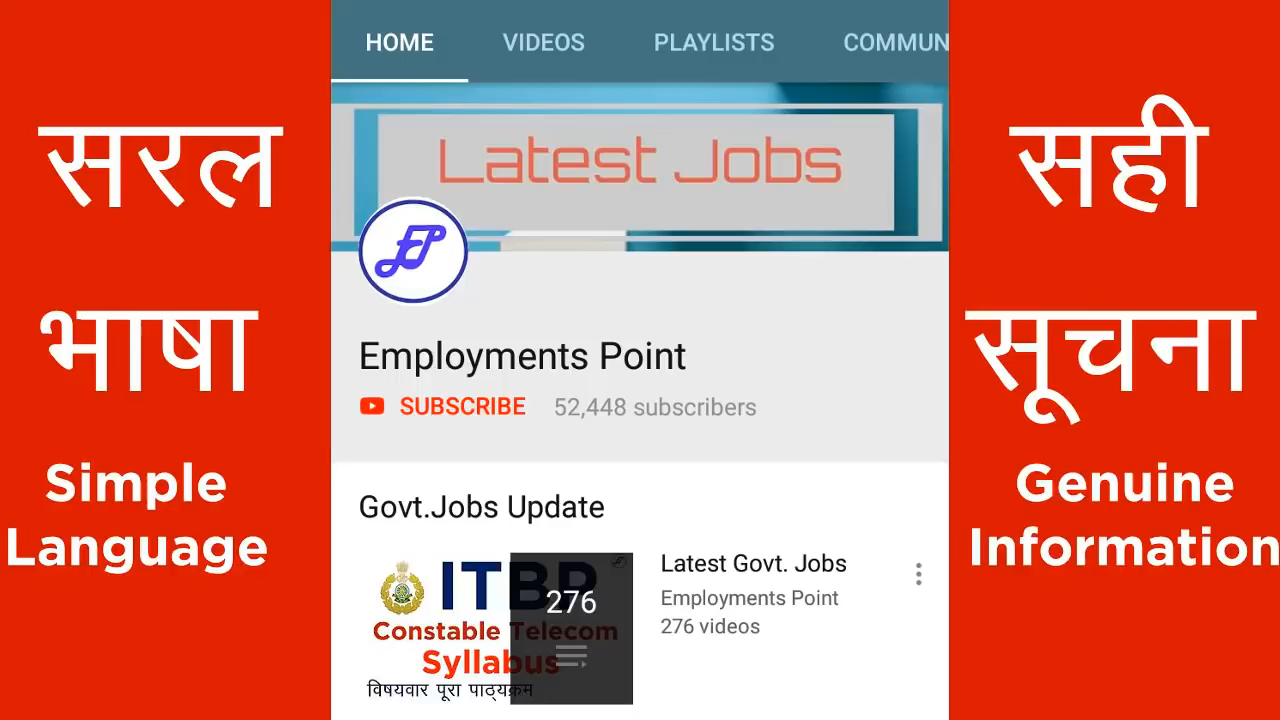 सरल
भाषा
Simple
Language
HOME
VIDEOS
PLAYLISTS
COMMUN
Latest Jobs
EP
Employments Point
SUBSCRIBE
52,448 subscribers
Govt.Jobs Update
ITBP
Constable Telecom
Syllabus
विषयवार पूरा पाठ्यक्रम
276
Latest Govt. Jobs
Employments Point
276 videos
सही
सूचना
Genuine
Information